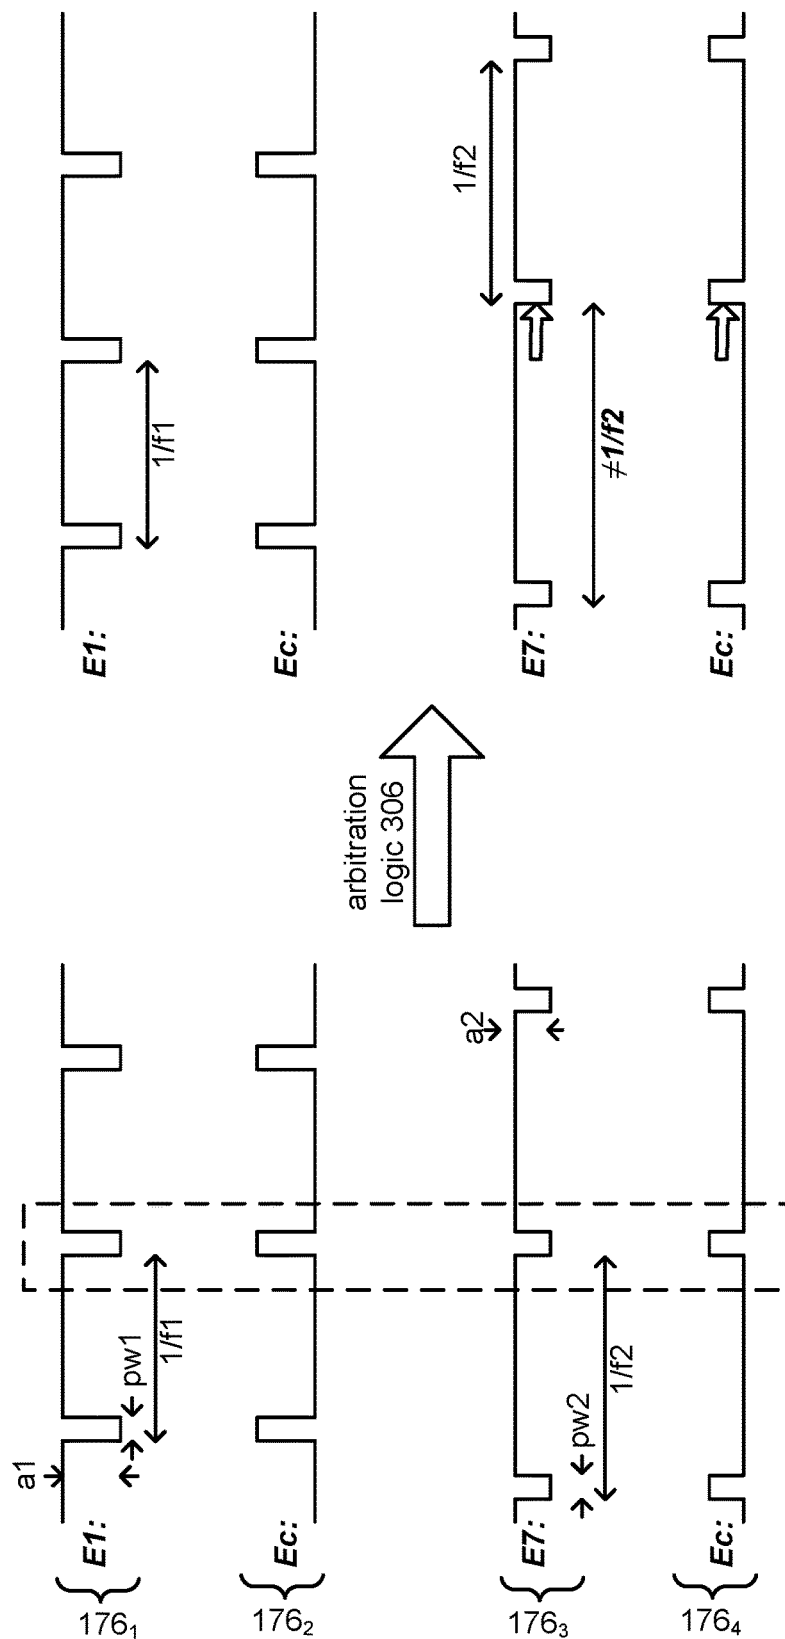 176₁
E1:
a1
pw1
1/f1
176₂
Ec:
176₃
E7:
pw2
1/f2
a2
176₄
Ec:
arbitration
logic 306
E1:
1/f1
Ec:
E7:
≠1/f2
1/f2
Ec: